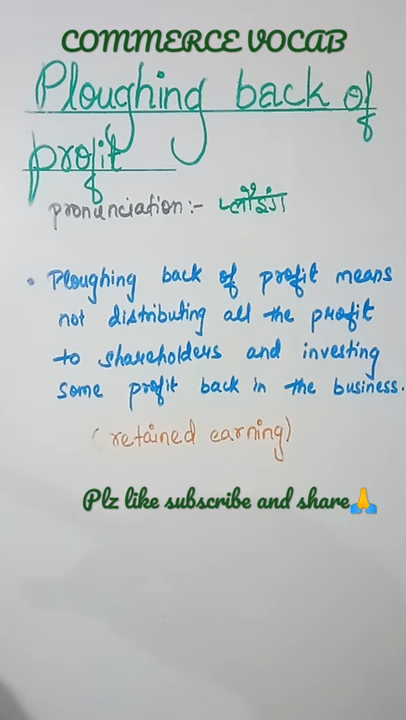 COMMERCE VOCAB
Ploughing back of
profit
pronunciation:- प्लौइंग
• Ploughing back of profit means
not distributing all the profit
to shareholders and investing
some profit back in the business.
(retained earning)
Plz like subscribe and share🙏